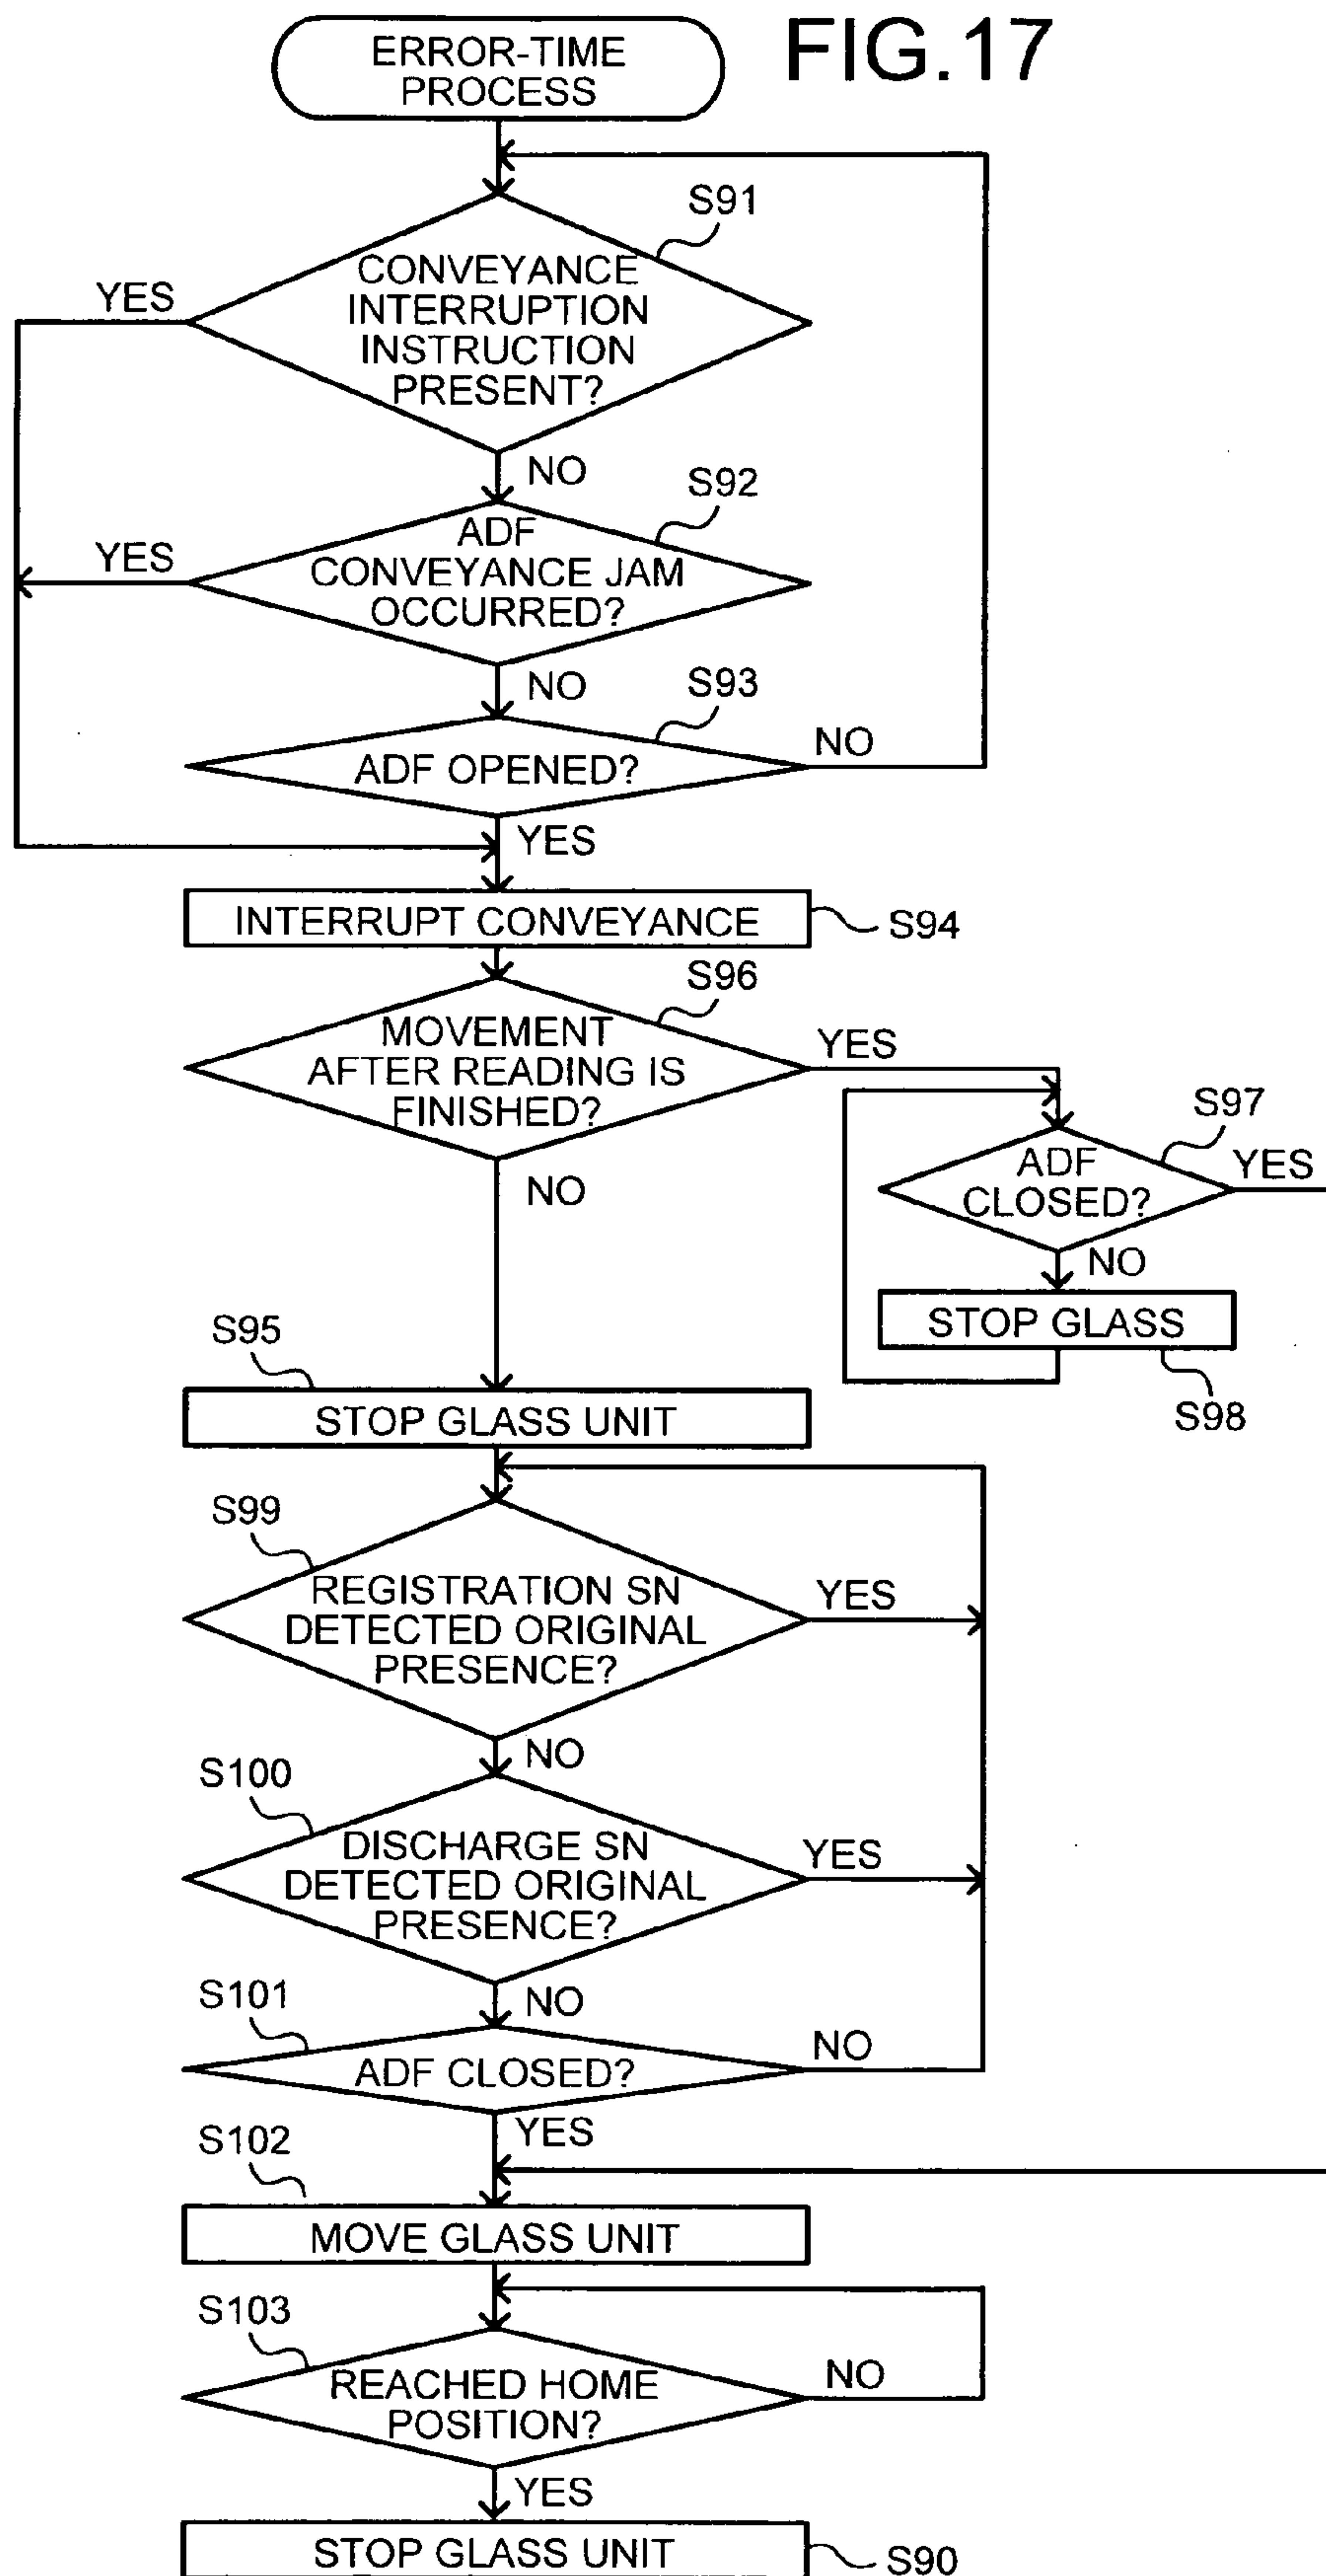 FIG.17
ERROR-TIME
PROCESS
S91
CONVEYANCE
INTERRUPTION
INSTRUCTION
PRESENT?
YES
NO
S92
ADF
CONVEYANCE JAM
OCCURRED?
YES
NO
S93
ADF OPENED?
NO
YES
INTERRUPT CONVEYANCE
S94
S96
MOVEMENT
AFTER READING IS
FINISHED?
YES
NO
S97
ADF
CLOSED?
YES
NO
STOP GLASS
S98
S95
STOP GLASS UNIT
S99
REGISTRATION SN
DETECTED ORIGINAL
PRESENCE?
YES
NO
S100
DISCHARGE SN
DETECTED ORIGINAL
PRESENCE?
YES
NO
S101
ADF CLOSED?
NO
YES
S102
MOVE GLASS UNIT
S103
REACHED HOME
POSITION?
NO
YES
STOP GLASS UNIT
S90